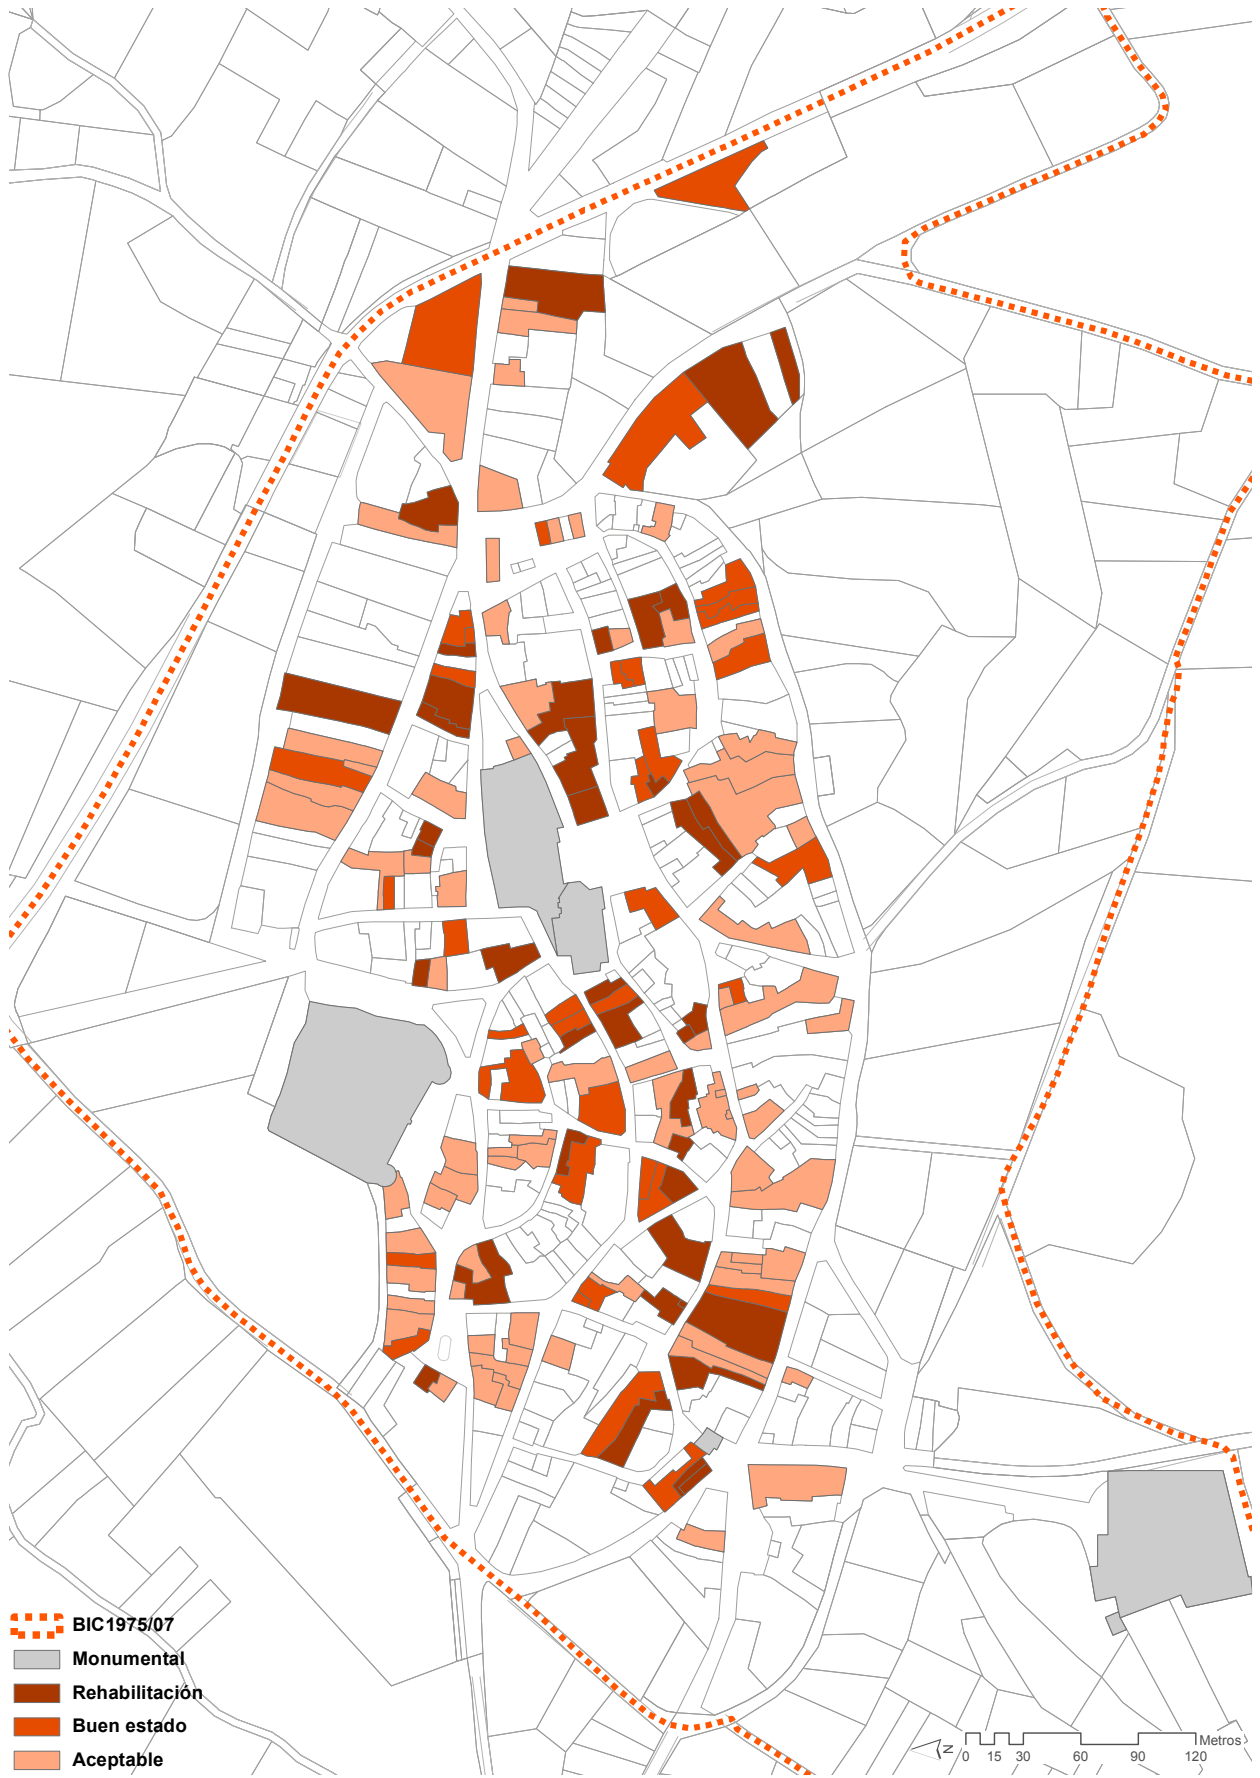 BIC1975/07
Monumental
Rehabilitación
Buen estado
Aceptable
N
0 15 30 60 90 120 Metros